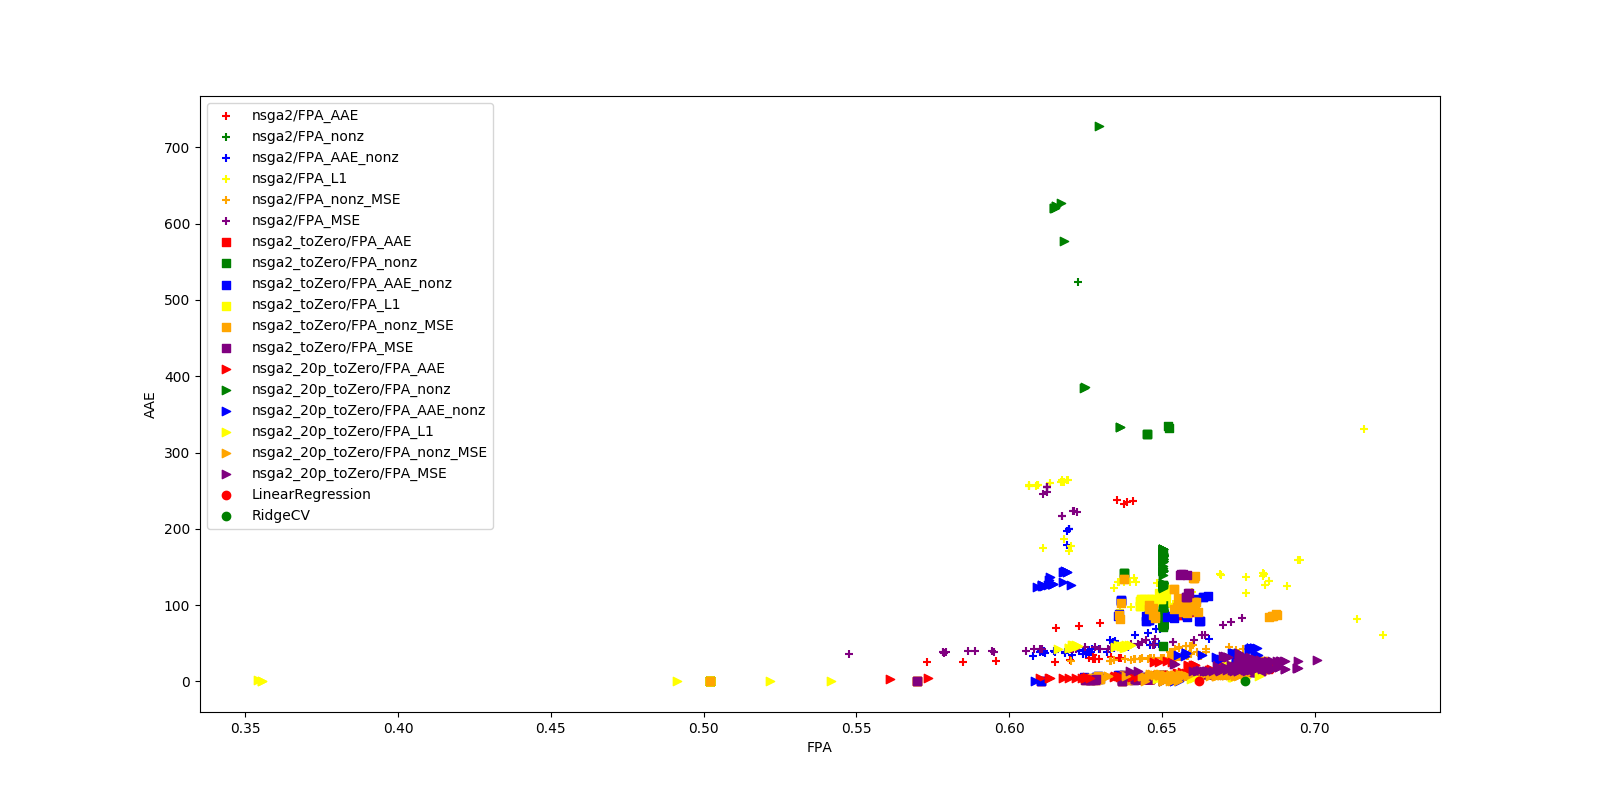 nsga2/FPA_AAE
nsga2/FPA_nonz
nsga2/FPA_AAE_nonz
nsga2/FPA_L1
nsga2/FPA_nonz_MSE
nsga2/FPA_MSE
nsga2_toZero/FPA_AAE
nsga2_toZero/FPA_nonz
nsga2_toZero/FPA_AAE_nonz
nsga2_toZero/FPA_L1
nsga2_toZero/FPA_nonz_MSE
nsga2_toZero/FPA_MSE
nsga2_20p_toZero/FPA_AAE
nsga2_20p_toZero/FPA_nonz
nsga2_20p_toZero/FPA_AAE_nonz
nsga2_20p_toZero/FPA_L1
nsga2_20p_toZero/FPA_nonz_MSE
nsga2_20p_toZero/FPA_MSE
LinearRegression
RidgeCV
700
600
500
400
300
200
100
0
AAE
0.35 0.40 0.45 0.50 0.55 0.60 0.65 0.70
FPA